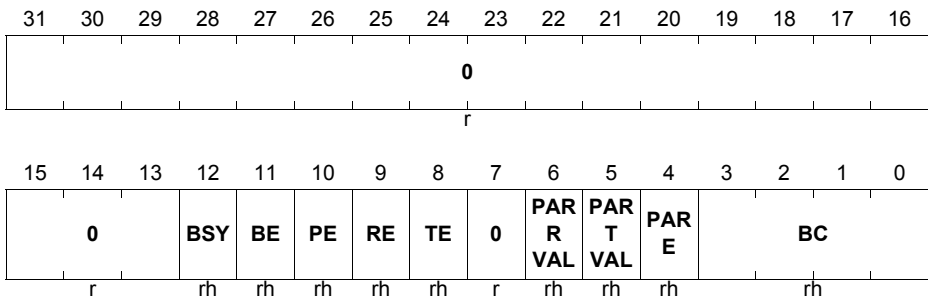 31 30 29 28 27 26 25 24 23 22 21 20 19 18 17 16
0
r
15 14 13 12 11 10 9 8 7 6 5 4 3 2 1 0
0 BSY BE PE RE TE 0 PAR R VAL PAR T VAL PAR E BC
r rh rh rh rh rh r rh rh rh rh